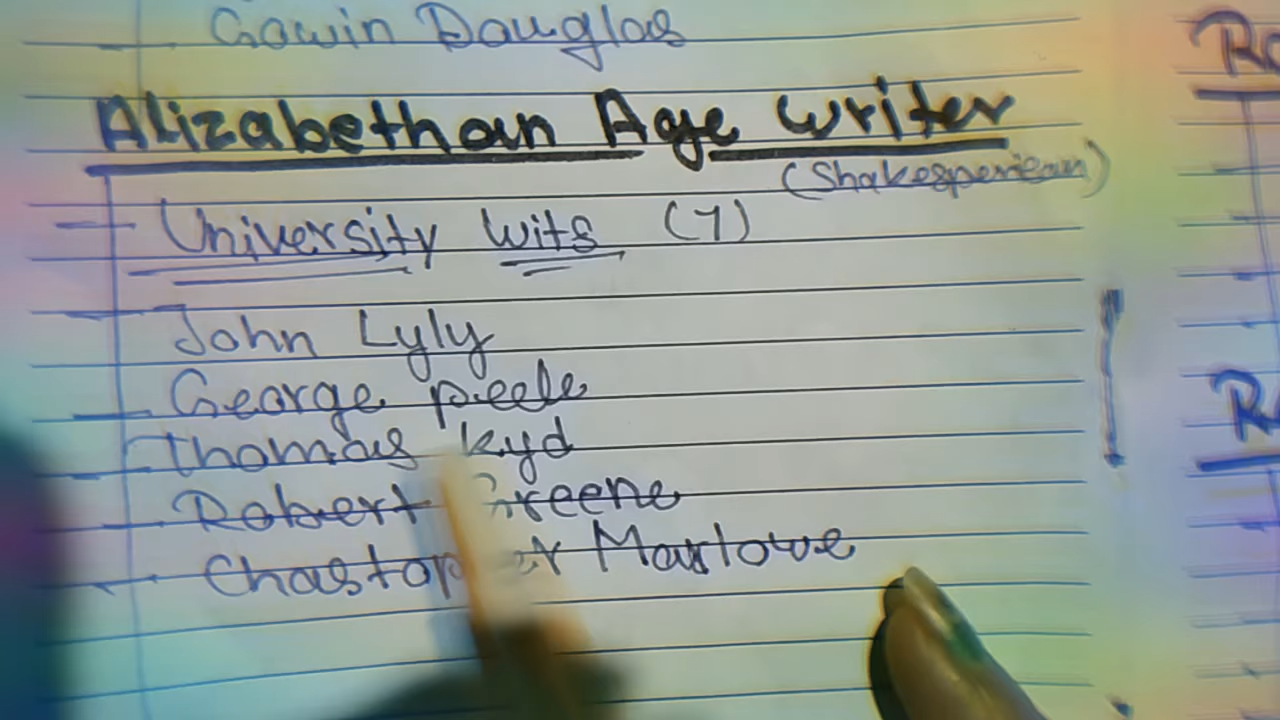 Gawin Douglas
Alizabethan Age writer
(Shakesperiean)
University Wits (7)
John Lyly
George peele
Thomas kyd
Robert Greene
Marlowe